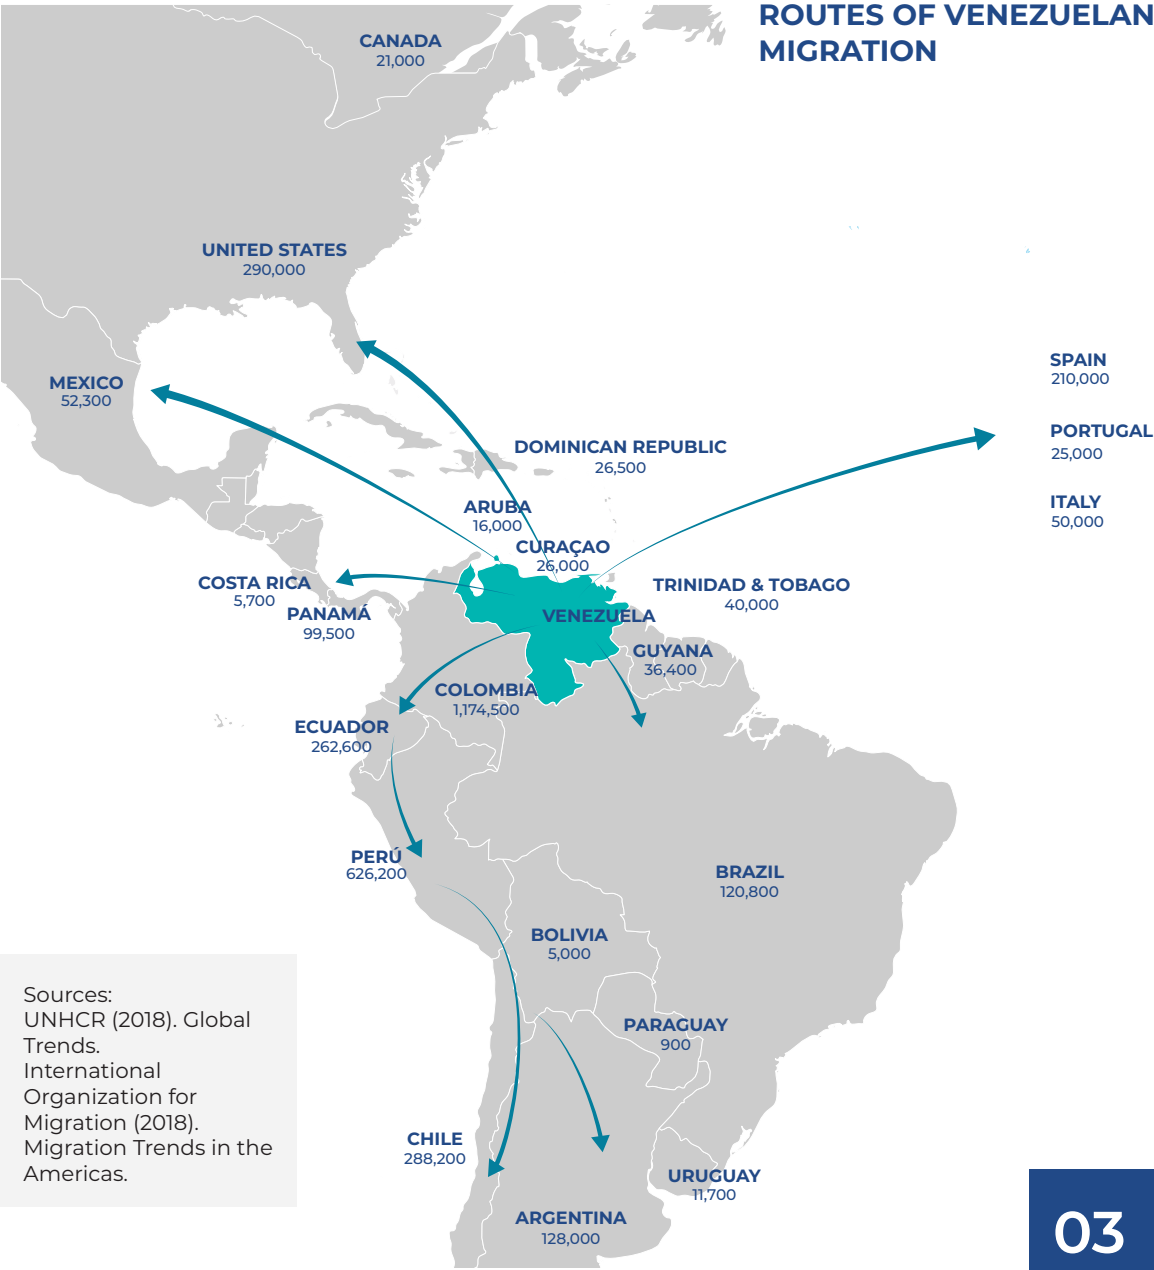 ROUTES OF VENEZUELAN
MIGRATION
CANADA
21,000
UNITED STATES
290,000
MEXICO
52,300
SPAIN
210,000
PORTUGAL
25,000
ITALY
50,000
DOMINICAN REPUBLIC
26,500
ARUBA
16,000
CURAÇAO
26,000
COSTA RICA
5,700
PANAMÁ
99,500
TRINIDAD & TOBAGO
40,000
VENEZUELA
GUYANA
36,400
COLOMBIA
1,174,500
ECUADOR
262,600
PERÚ
626,200
BRAZIL
120,800
BOLIVIA
5,000
PARAGUAY
900
CHILE
288,200
URUGUAY
11,700
ARGENTINA
128,000
Sources:
UNHCR (2018). Global
Trends.
International
Organization for
Migration (2018).
Migration Trends in the
Americas.
03